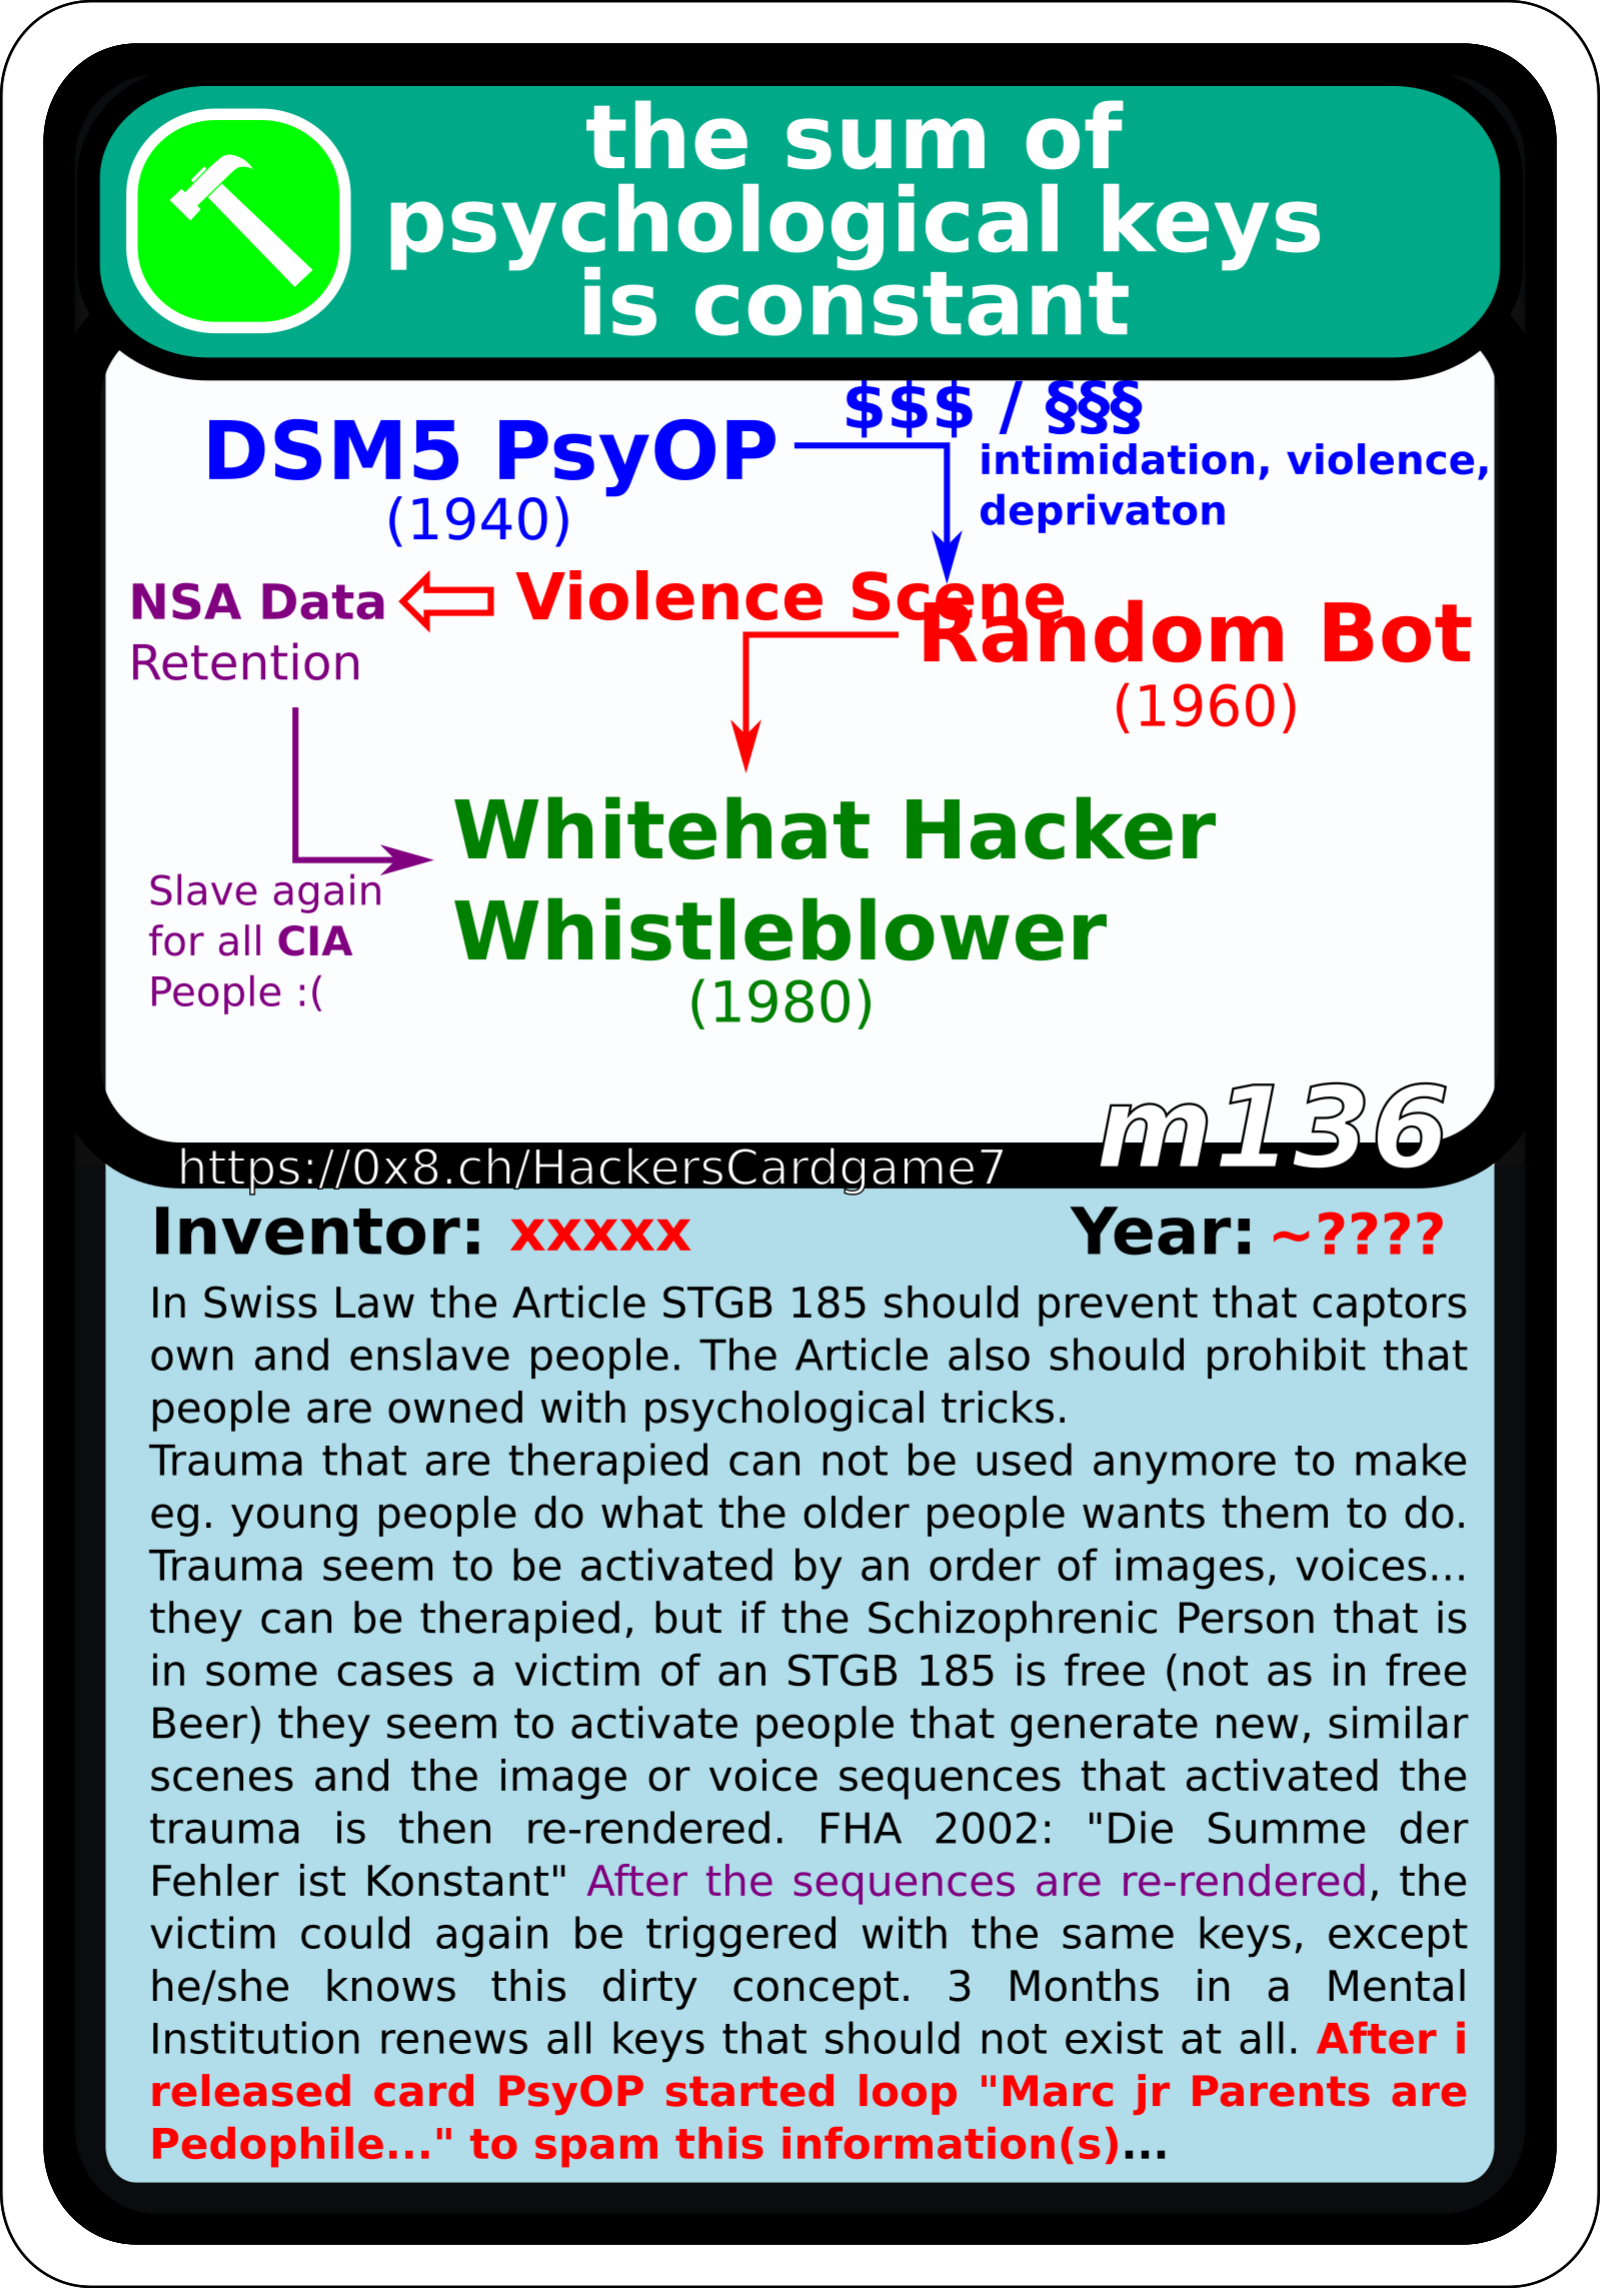 the sum of
psychological keys
is constant
$$$ / §§§
DSM5 PsyOP
(1940)
intimidation, violence,
deprivaton
NSA Data
Retention
Violence Scene
Random Bot
(1960)
Whitehat Hacker
Whistleblower
(1980)
Slave again
for all CIA
People :(
m136
https://0x8.ch/HackersCardgame7
Inventor: xxxxx Year: ~????
In Swiss Law the Article STGB 185 should prevent that captors
own and enslave people. The Article also should prohibit that
people are owned with psychological tricks.
Trauma that are therapied can not be used anymore to make
eg. young people do what the older people wants them to do.
Trauma seem to be activated by an order of images, voices...
they can be therapied, but if the Schizophrenic Person that is
in some cases a victim of an STGB 185 is free (not as in free
Beer) they seem to activate people that generate new, similar
scenes and the image or voice sequences that activated the
trauma is then re-rendered. FHA 2002: "Die Summe der
Fehler ist Konstant" After the sequences are re-rendered, the
victim could again be triggered with the same keys, except
he/she knows this dirty concept. 3 Months in a Mental
Institution renews all keys that should not exist at all. After i
released card PsyOP started loop "Marc jr Parents are
Pedophile..." to spam this information(s)...